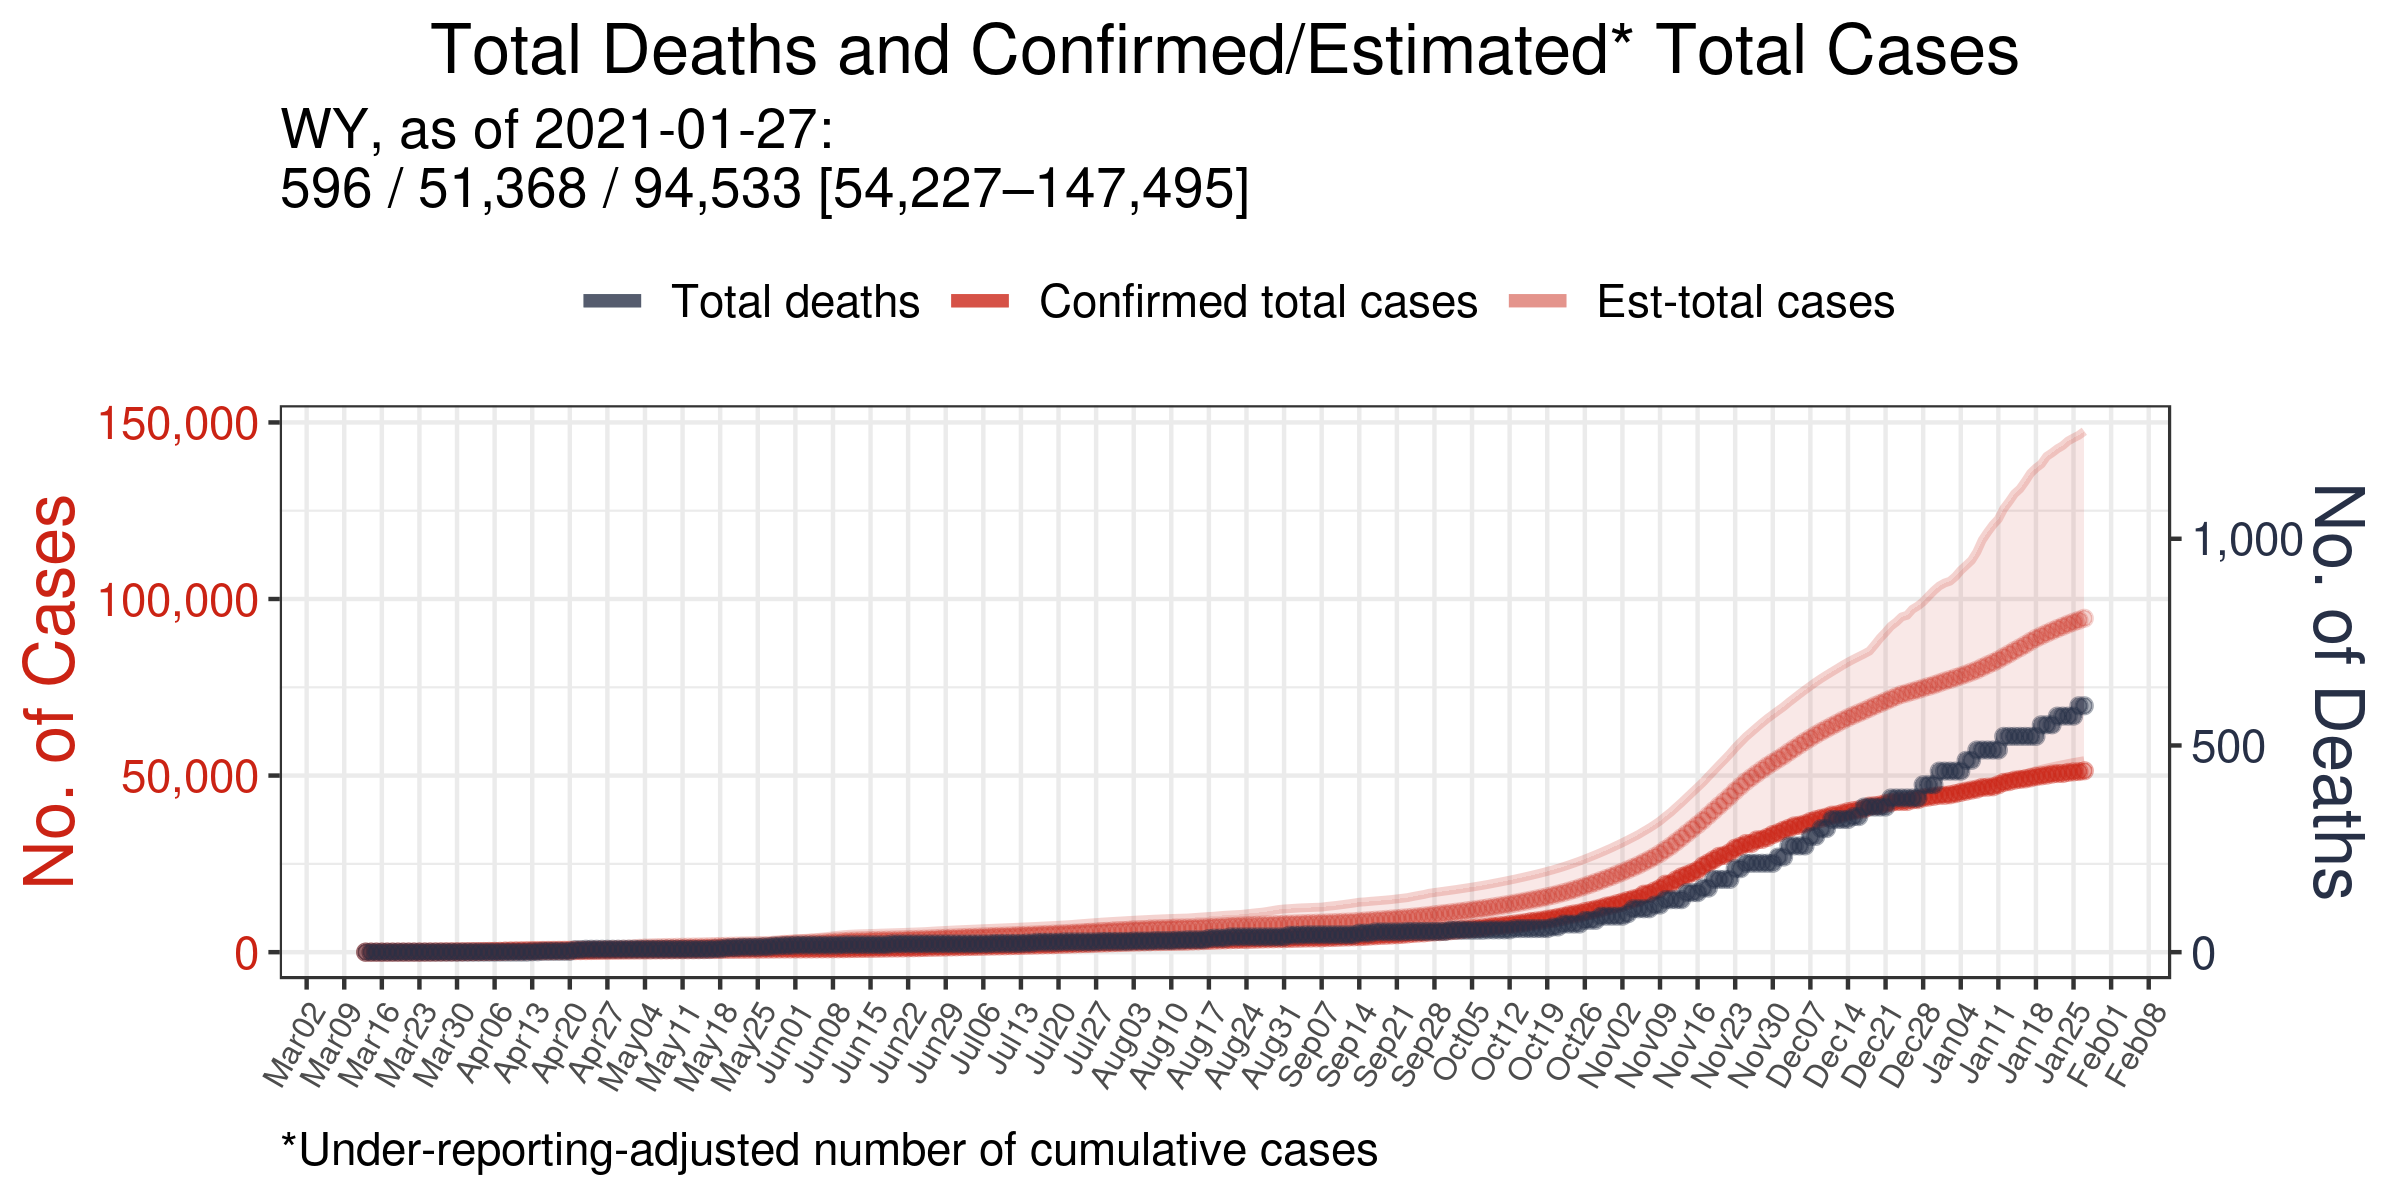 Total Deaths and Confirmed/Estimated* Total Cases
WY, as of 2021-01-27:
596 / 51,368 / 94,533 [54,227–147,495]
Total deaths
Confirmed total cases
Est-total cases
No. of Cases
150,000
100,000
50,000
0
1,000
500
0
No. of Deaths
Mar02
Mar09
Mar16
Mar23
Mar30
Apr06
Apr13
Apr20
Apr27
May04
May11
May18
May25
Jun01
Jun08
Jun15
Jun22
Jun29
Jul06
Jul13
Jul20
Jul27
Aug03
Aug10
Aug17
Aug24
Aug31
Sep07
Sep14
Sep21
Sep28
Oct05
Oct12
Oct19
Oct26
Nov02
Nov09
Nov16
Nov23
Nov30
Dec07
Dec14
Dec21
Dec28
Jan04
Jan11
Jan18
Jan25
Feb01
Feb08
*Under-reporting-adjusted number of cumulative cases